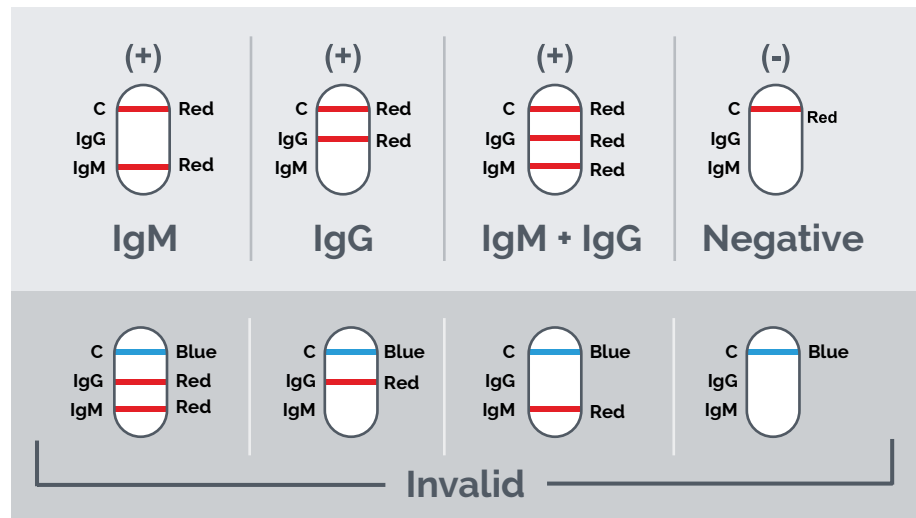 (+) (+) (+) (-)
C Red C Red C Red C Red
IgG IgG Red IgG Red IgG
IgM Red IgM IgM Red IgM
IgM IgG IgM + IgG Negative
C Blue C Blue C Blue C Blue
IgG Red IgG Red IgG IgG
IgM Red IgM IgM Red IgM
Invalid